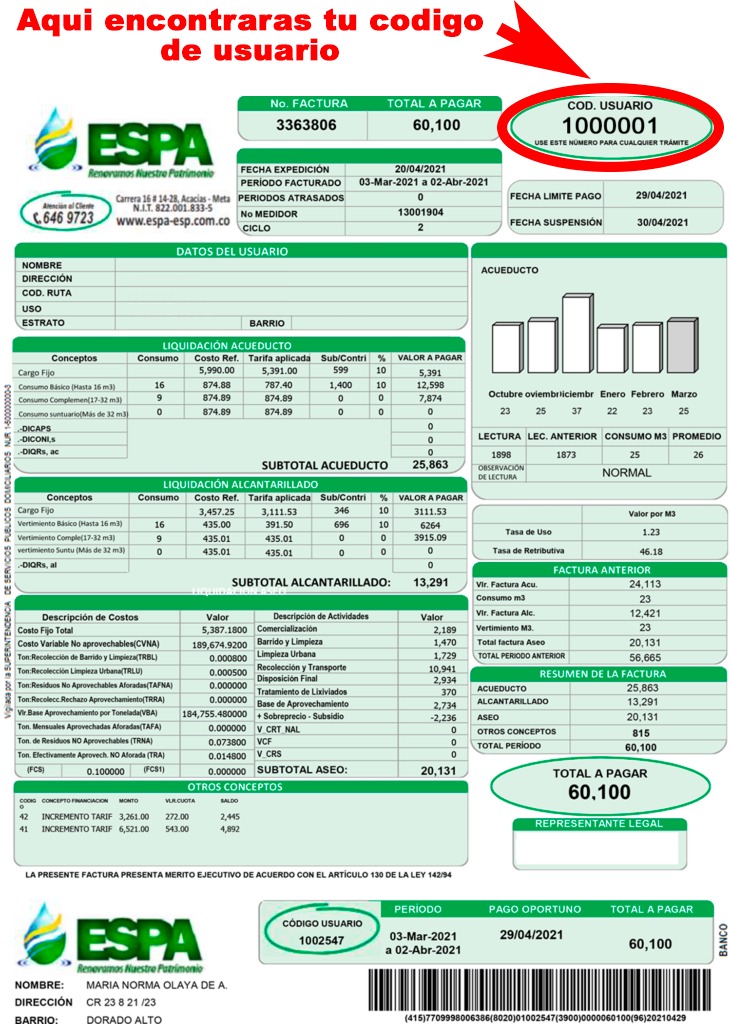 Aqui encontraras tu codigo
de usuario
ESPA
Renovamos Nuestro Patrimonio
Atención al Cliente
646 9723
Carrera 16 # 14-28, Acacias - Meta
N.I.T. 822.001.833-5
www.espa-esp.com.co
No. FACTURA TOTAL A PAGAR
3363806 60,100
COD. USUARIO
1000001
USE ESTE NÚMERO PARA CUALQUIER TRÁMITE
FECHA EXPEDICIÓN 20/04/2021
PERÍODO FACTURADO 03-Mar-2021 a 02-Abr-2021
PERIODOS ATRASADOS 0
No MEDIDOR 13001904
CICLO 2
FECHA LIMITE PAGO 29/04/2021
FECHA SUSPENSIÓN 30/04/2021
DATOS DEL USUARIO
NOMBRE
DIRECCIÓN
COD. RUTA
USO
ESTRATO BARRIO
ACUEDUCTO
Octubre oviembriciembr Enero Febrero Marzo
23 25 37 22 23 25
LECTURA LEC. ANTERIOR CONSUMO M3 PROMEDIO
1898 1873 25 26
OBSERVACIÓN
DE LECTURA NORMAL
LIQUIDACIÓN ACUEDUCTO
Conceptos Consumo Costo Ref. Tarifa aplicada Sub/Contri % VALOR A PAGAR
Cargo Fijo 5,990.00 5,391.00 599 10 5,391
Consumo Básico (Hasta 16 m3) 16 874.88 787.40 1,400 10 12,598
Consumo Complemen(17-32 m3) 9 874.89 874.89 0 0 7,874
Consumo suntuario(Más de 32 m3) 0 874.89 874.89 0 0 0
.-DICAPS 0
.-DICONI,s 0
.-DIQRs, ac 0
SUBTOTAL ACUEDUCTO 25,863
LIQUIDACIÓN ALCANTARILLADO
Conceptos Consumo Costo Ref. Tarifa aplicada Sub/Contri % VALOR A PAGAR
Cargo Fijo 3,457.25 3,111.53 346 10 3111.53
Vertimiento Básico (Hasta 16 m3) 16 435.00 391.50 696 10 6264
Vertimiento Comple(17-32 m3) 9 435.01 435.01 0 0 3915.09
vertimiento Suntu (Más de 32 m3) 0 435.01 435.01 0 0 0
.-DIQRs, al 0
SUBTOTAL ALCANTARILLADO: 13,291
Valor por M3
Tasa de Uso 1.23
Tasa de Retributiva 46.18
FACTURA ANTERIOR
Vlr. Factura Acu. 24,113
Consumo m3 23
Vlr. Factura Alc. 12,421
Vertimiento M3. 23
Total factura Aseo 20,131
TOTAL PERIODO ANTERIOR 56,665
LIQUIDACIÓN ASEO
Descripción de Costos Valor Descripción de Actividades Valor
Costo Fijo Total 5,387.1800 Comercialización 2,189
Costo Variable No aprovechables(CVNA) 189,674.9200 Barrido y Limpieza 1,470
Ton:Recolección de Barrido y Limpieza(TRBL) 0.000800 Limpieza Urbana 1,729
Ton:Recolección Limpieza Urbana(TRLU) 0.000500 Recolección y Transporte 10,941
Ton:Residuos No Aprovechables Aforadas(TAFNA) 0.000000 Disposición Final 2,934
Ton:Recolecc.Rechazo Aprovechamiento(TRRA) 0.000000 Tratamiento de Lixiviados 370
Vlr.Base Aprovechamiento por Tonelada(VBA) 184,755.480000 Base de Aprovechamiento 2,734
Ton. Mensuales Aprovechadas Aforadas(TAFA) 0.000000 + Sobreprecio - Subsidio -2,236
Ton. de Residuos NO Aprovechables (TRNA) 0.073800 V_CRT_NAL 0
Ton. Efectivamente Aprovech. NO Aforada (TRA) 0.014800 VCF 0
V_CRS 0
(FCS) 0.100000 (FCS1) 0.000000 SUBTOTAL ASEO: 20,131
RESUMEN DE LA FACTURA
ACUEDUCTO 25,863
ALCANTARILLADO 13,291
ASEO 20,131
OTROS CONCEPTOS 815
TOTAL PERÍODO 60,100
TOTAL A PAGAR
60,100
REPRESENTANTE LEGAL
OTROS CONCEPTOS
CODIG
O CONCEPTO FINANCIACION MONTO VLR.CUOTA SALDO
42 INCREMENTO TARIF 3,261.00 272.00 2,445
41 INCREMENTO TARIF 6,521.00 543.00 4,892
LA PRESENTE FACTURA PRESENTA MERITO EJECUTIVO DE ACUERDO CON EL ARTÍCULO 130 DE LA LEY 142/94
Vigilada por la SUPERINTENDENCIA DE SERVICIOS PUBLICOS DOMICILIARIOS NUR 1-500000000-3
ESPA
Renovamos Nuestro Patrimonio
CÓDIGO USUARIO
1002547
PERÍODO PAGO OPORTUNO TOTAL A PAGAR
03-Mar-2021
a 02-Abr-2021 29/04/2021 60,100
BANCO
NOMBRE: MARIA NORMA OLAYA DE A.
DIRECCIÓN CR 23 8 21 /23
BARRIO: DORADO ALTO
(415)7709998006386(8020)01002547(3900)0000060100(96)20210429